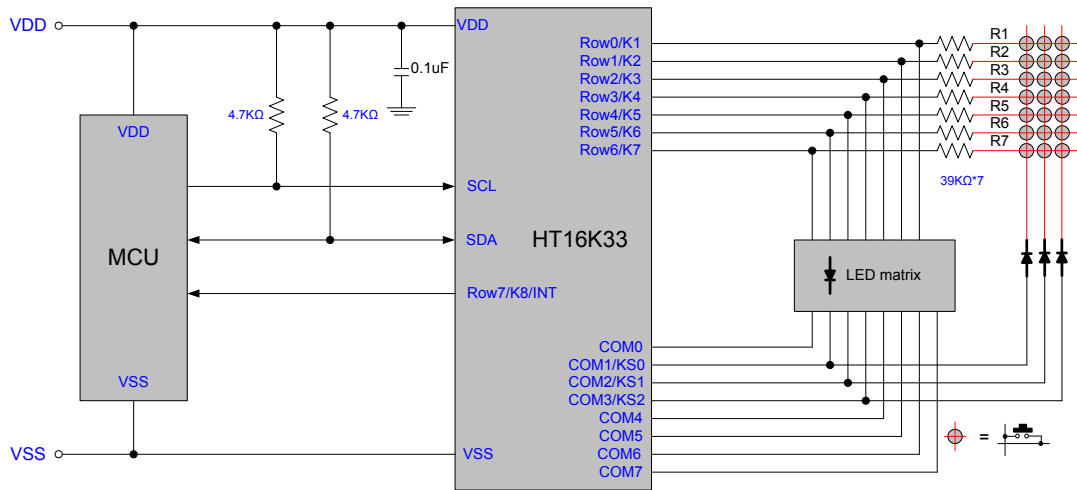 VDD
VDD
4.7KΩ
4.7KΩ
0.1uF
VDD
MCU
VSS
VSS
VDD
SCL
SDA
Row7/K8/INT
VSS
HT16K33
Row0/K1
Row1/K2
Row2/K3
Row3/K4
Row4/K5
Row5/K6
Row6/K7
COM0
COM1/KS0
COM2/KS1
COM3/KS2
COM4
COM5
COM6
COM7
R1
R2
R3
R4
R5
R6
R7
39KΩ*7
LED matrix
=